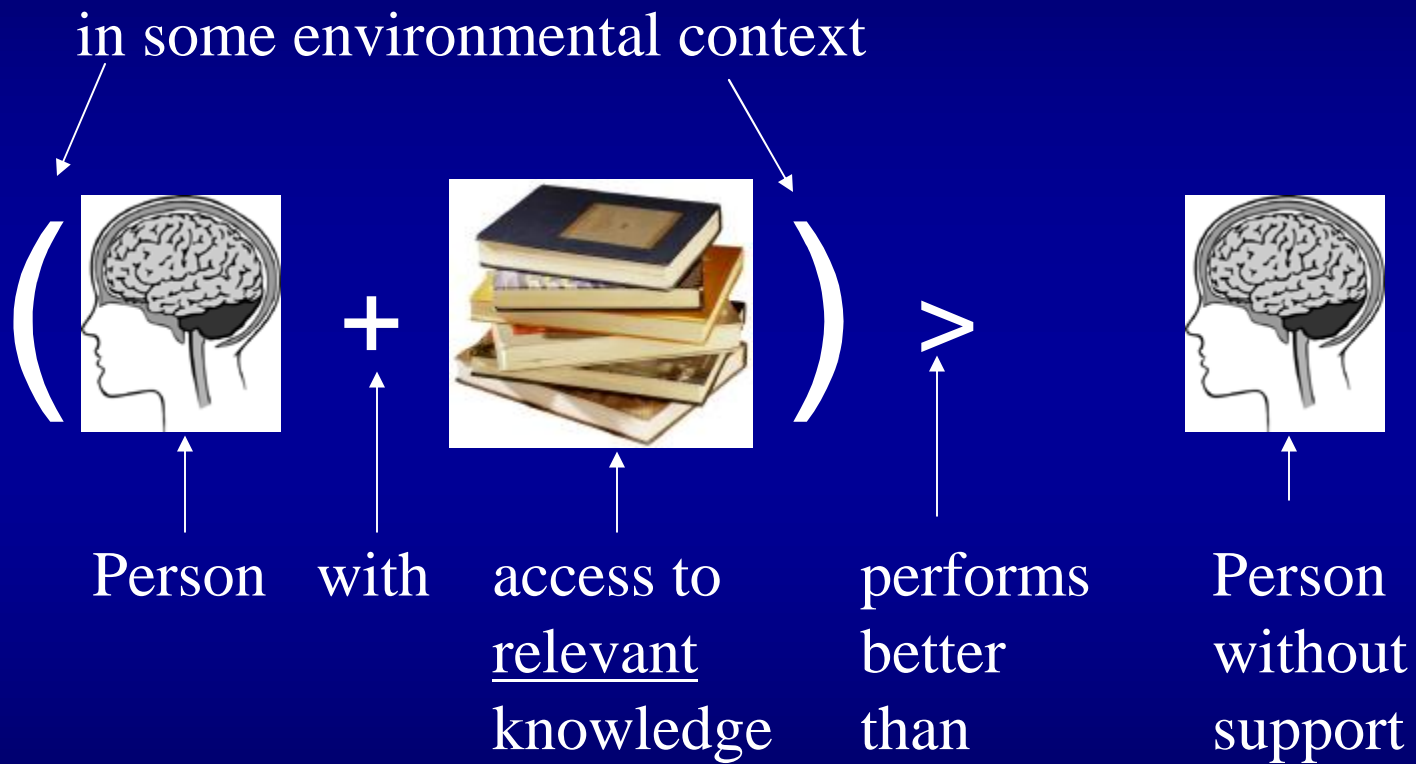 in some environmental context
( + ) >
Person with access to relevant knowledge performs better than Person without support